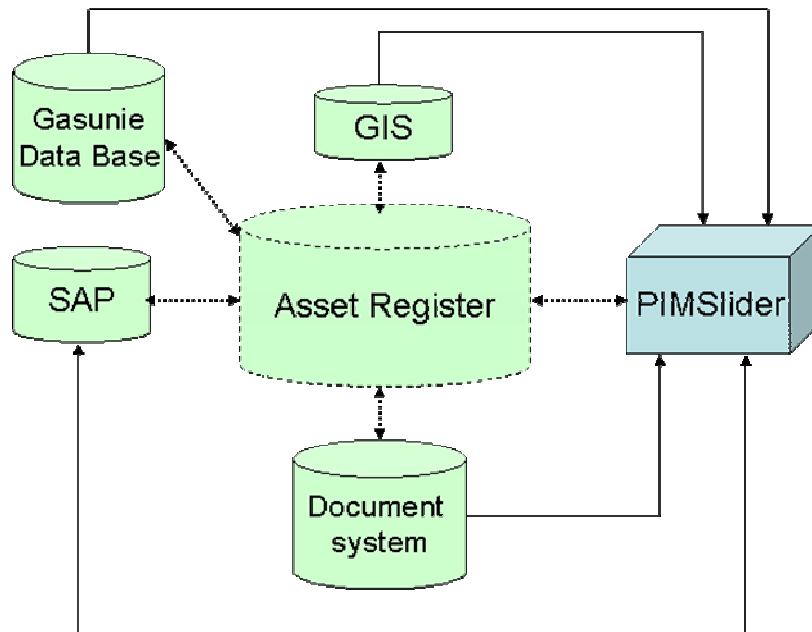 Gasunie
Data Base
GIS
SAP
Asset Register
PIMSlider
Document
system